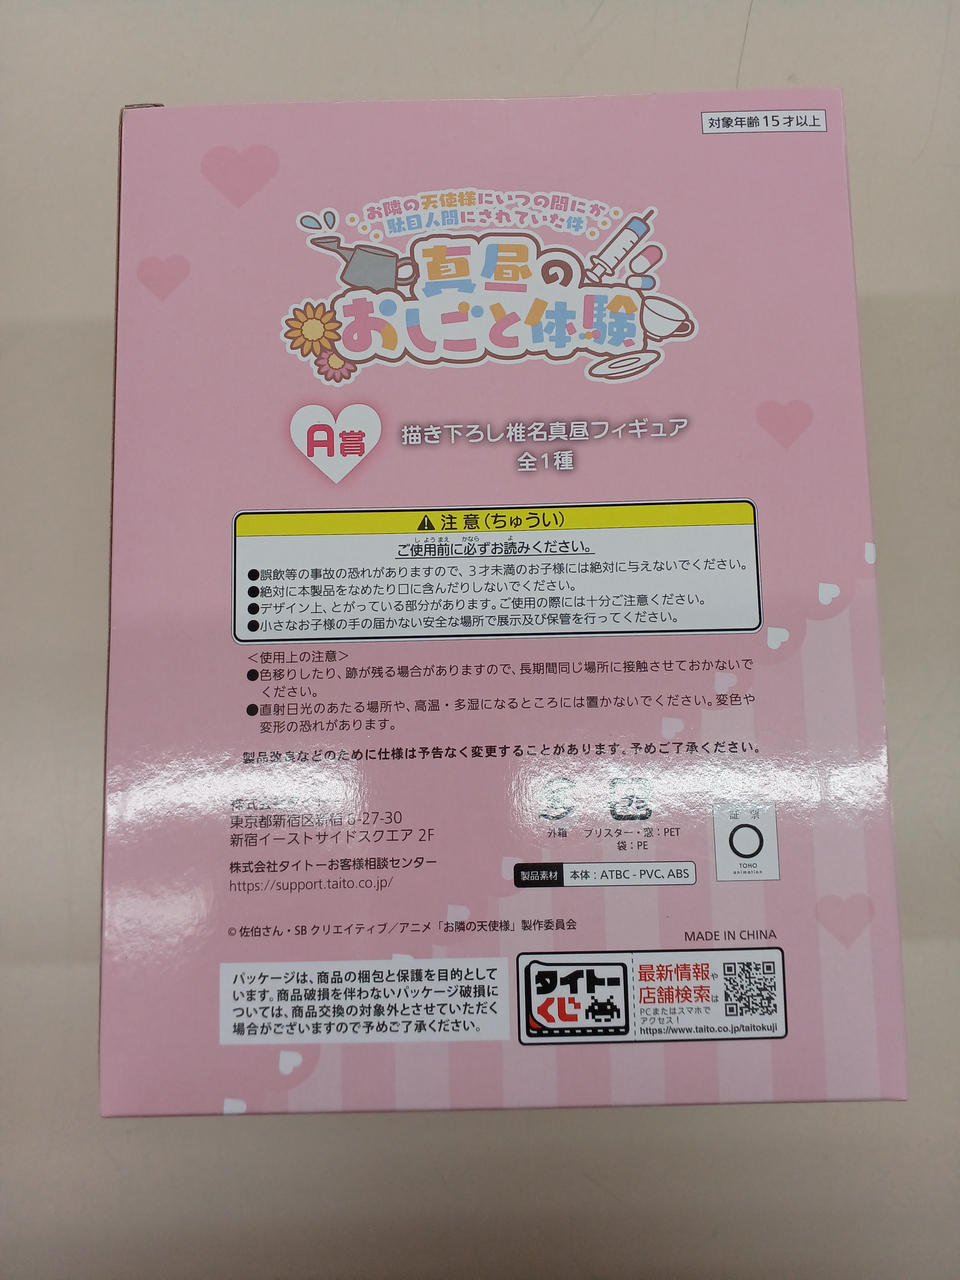 対象年齢15才以上
お隣の天使様にいつの間にか
駄目人間にされていた件
真昼の
おしごと体験
A賞
描き下ろし椎名真昼フィギュア
全1種
注意(ちゅうい)
ご使用前に必ずお読みください。
●誤飲等の事故の恐れがありますので、3才未満のお子様には絶対に与えないでください。
●絶対に本製品をなめたり口に含んだりしないでください。
●デザイン上、とがっている部分があります。ご使用の際には十分ご注意ください。
●小さなお子様の手の届かない安全な場所で展示及び保管を行ってください。
<使用上の注意>
●色移りしたり、跡が残る場合がありますので、長期間同じ場所に接触させておかないで
ください。
●直射日光のあたる場所や、高温・多湿になるところには置かないでください。変色や
変形の恐れがあります。
製品改良などのために仕様は予告なく変更することがあります。予めご了承ください。
株式会社タイトー
東京都新宿区新宿 6-27-30
新宿イーストサイドスクエア 2F
株式会社タイトーお客様相談センター
https://support.taito.co.jp/
外箱
ブリスター・窓:PET
袋:PE
製品素材 本体:ATBC-PVC, ABS
証 票
TOHO
animation
© 佐伯さん・SB クリエイティブ/アニメ「お隣の天使様」製作委員会
MADE IN CHINA
パッケージは、商品の梱包と保護を目的として
います。商品破損を伴わないパッケージ破損に
ついては、商品交換の対象外とさせていただく
場合がございますので予めご了承ください。
タイトー
くじ
最新情報や
店舗検索は
PCまたはスマホで
アクセス!
https://www.taito.co.jp/taitokuji